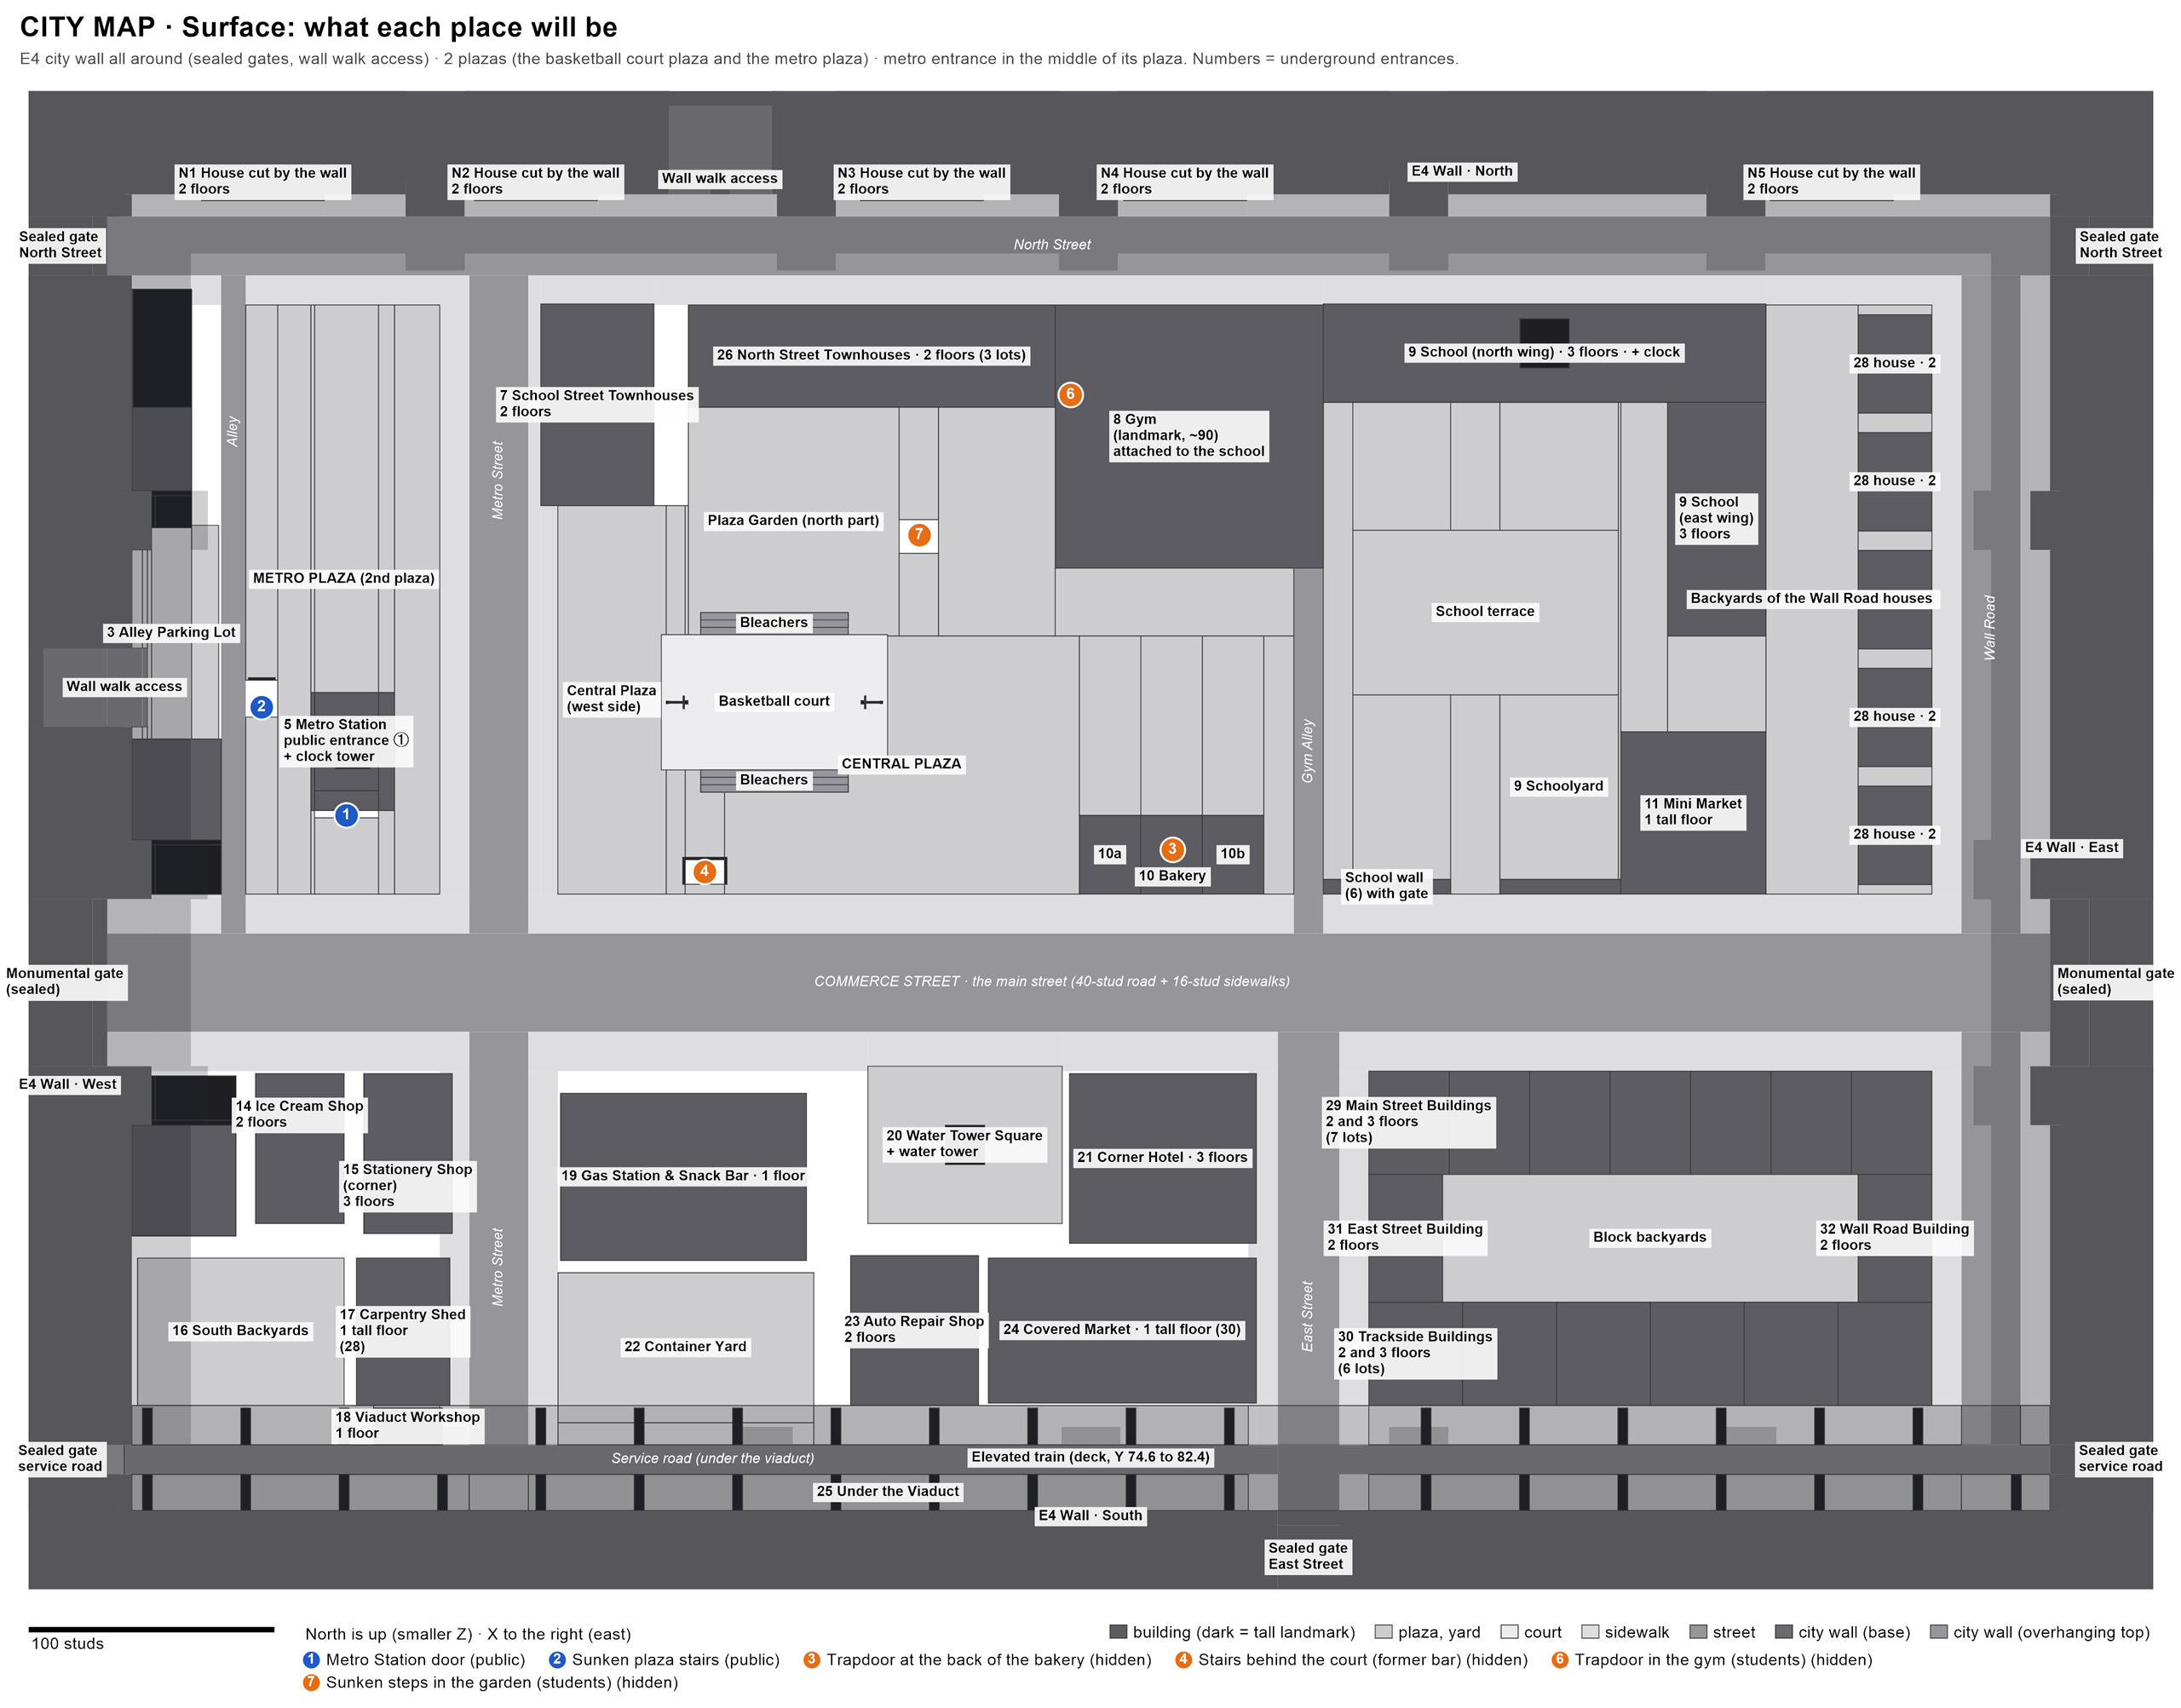 CITY MAP · Surface: what each place will be
E4 city wall all around (sealed gates, wall walk access) · 2 plazas (the basketball court plaza and the metro plaza) · metro entrance in the middle of its plaza. Numbers = underground entrances.
N1 House cut by the wall
2 floors
N2 House cut by the wall
2 floors
Wall walk access
N3 House cut by the wall
2 floors
N4 House cut by the wall
2 floors
E4 Wall · North
N5 House cut by the wall
2 floors
Sealed gate
North Street
North Street
Sealed gate
North Street
26 North Street Townhouses · 2 floors (3 lots)
9 School (north wing) · 3 floors · + clock
28 house · 2
7 School Street Townhouses
2 floors
6
8 Gym
(landmark, ~90)
attached to the school
Alley
Metro Street
28 house · 2
Plaza Garden (north part)
7
9 School
(east wing)
3 floors
METRO PLAZA (2nd plaza)
Backyards of the Wall Road houses
School terrace
Wall Road
3 Alley Parking Lot
Bleachers
Wall walk access
2
Central Plaza
(west side)
Basketball court
28 house · 2
5 Metro Station
public entrance ①
+ clock tower
CENTRAL PLAZA
Gym Alley
Bleachers
9 Schoolyard
11 Mini Market
1 tall floor
1
28 house · 2
E4 Wall · East
10a
3
10b
10 Bakery
4
School wall
(6) with gate
Monumental gate
(sealed)
COMMERCE STREET · the main street (40-stud road + 16-stud sidewalks)
Monumental gate
(sealed)
E4 Wall · West
14 Ice Cream Shop
2 floors
29 Main Street Buildings
2 and 3 floors
(7 lots)
20 Water Tower Square
+ water tower
21 Corner Hotel · 3 floors
15 Stationery Shop
(corner)
3 floors
19 Gas Station & Snack Bar · 1 floor
31 East Street Building
2 floors
Block backyards
32 Wall Road Building
2 floors
Metro Street
East Street
16 South Backyards
17 Carpentry Shed
1 tall floor
(28)
22 Container Yard
23 Auto Repair Shop
2 floors
24 Covered Market · 1 tall floor (30)
30 Trackside Buildings
2 and 3 floors
(6 lots)
18 Viaduct Workshop
1 floor
Sealed gate
service road
Service road (under the viaduct)
Elevated train (deck, Y 74.6 to 82.4)
Sealed gate
service road
25 Under the Viaduct
E4 Wall · South
Sealed gate
East Street
100 studs
North is up (smaller Z) · X to the right (east)
building (dark = tall landmark)
plaza, yard
court
sidewalk
street
city wall (base)
city wall (overhanging top)
1 Metro Station door (public)
2 Sunken plaza stairs (public)
3 Trapdoor at the back of the bakery (hidden)
4 Stairs behind the court (former bar) (hidden)
6 Trapdoor in the gym (students) (hidden)
7 Sunken steps in the garden (students) (hidden)